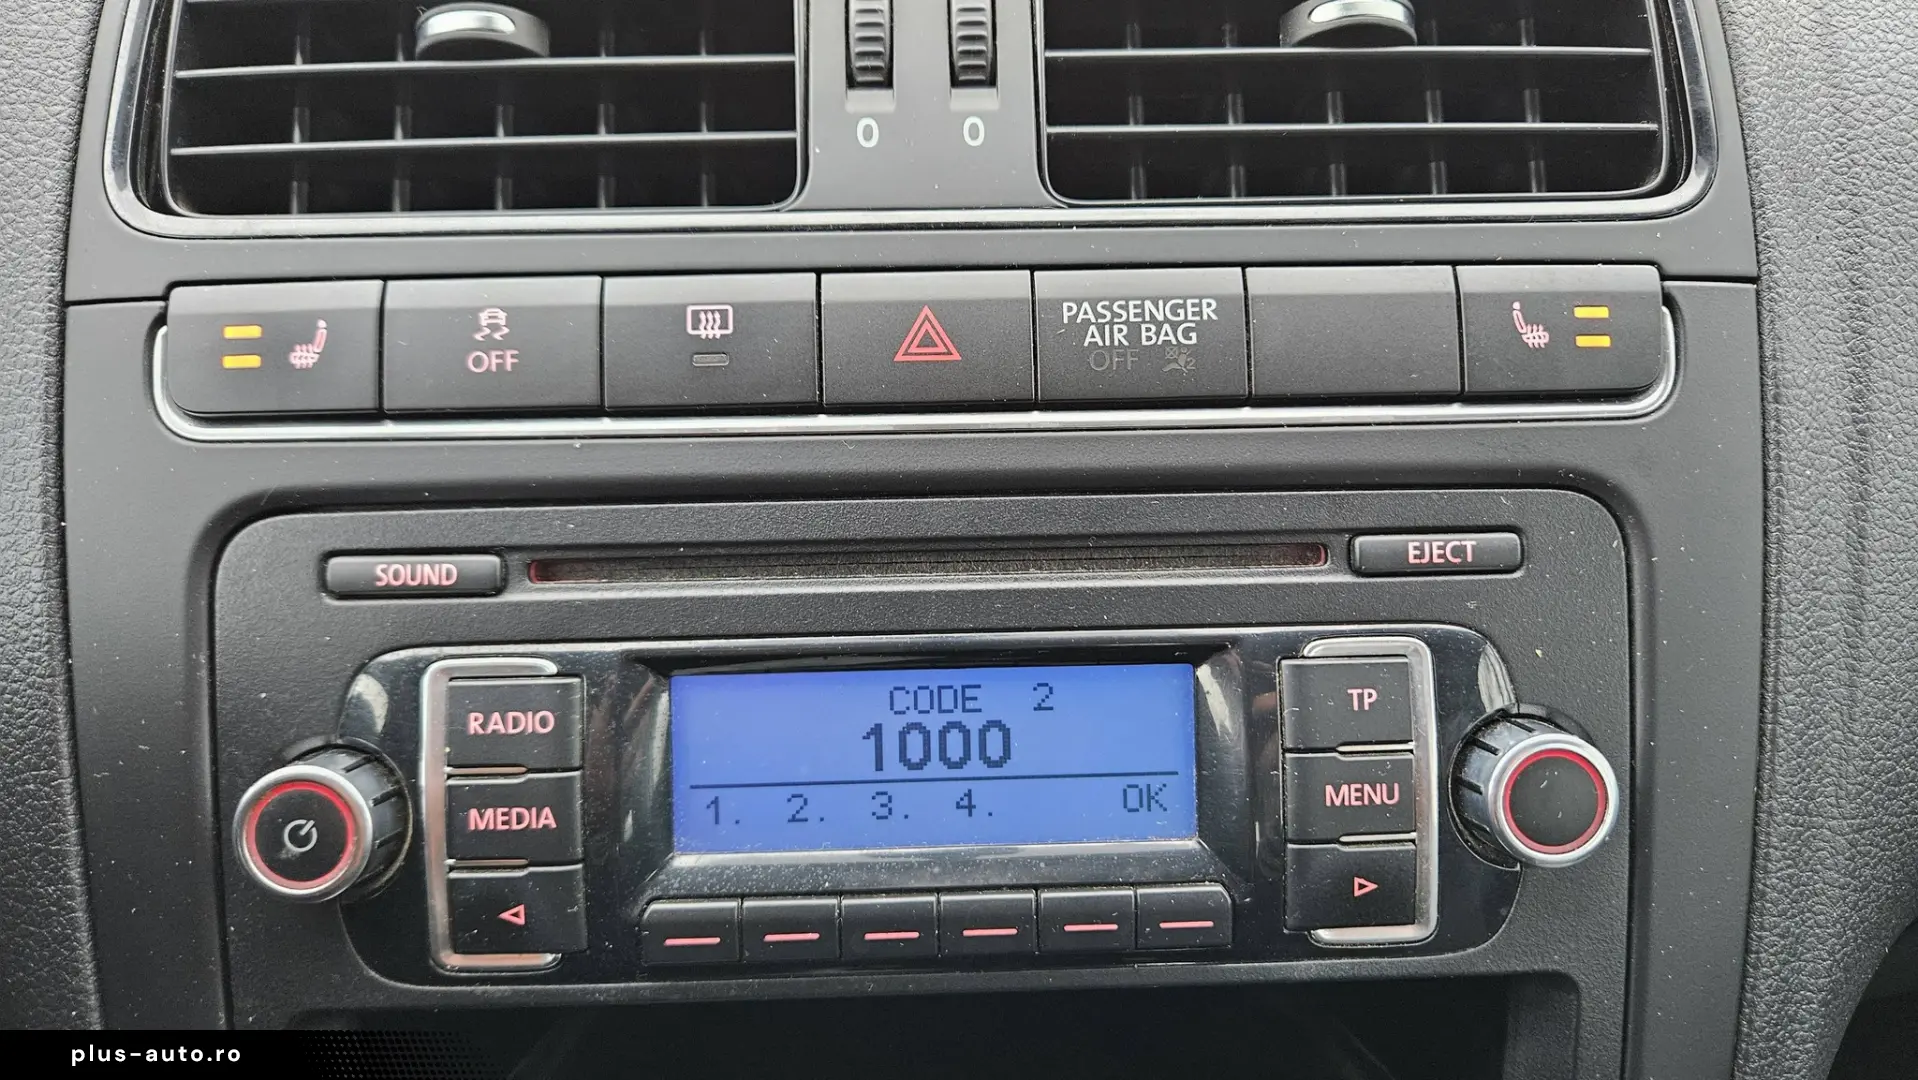 0 0
OFF
PASSENGER
AIR BAG
OFF
SOUND
EJECT
RADIO
MEDIA
CODE 2
1000
1. 2. 3. 4. OK
TP
MENU
plus-auto.ro